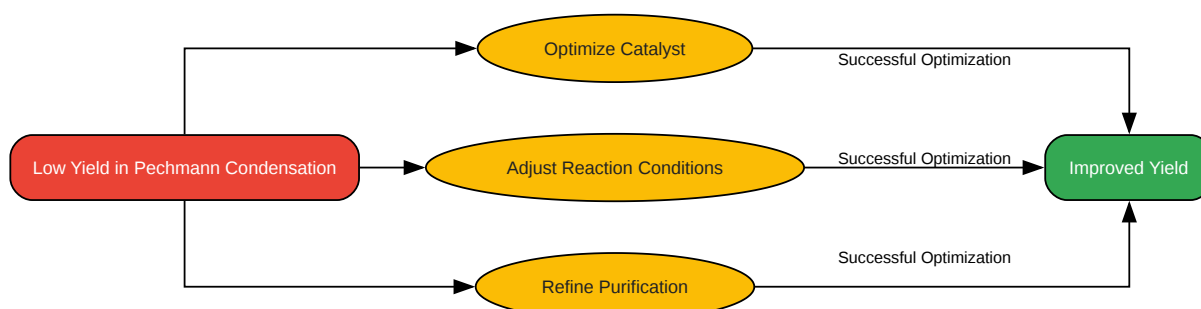 Optimize Catalyst
Successful Optimization
Low Yield in Pechmann Condensation
Adjust Reaction Conditions
Successful Optimization
Improved Yield
Refine Purification
Successful Optimization